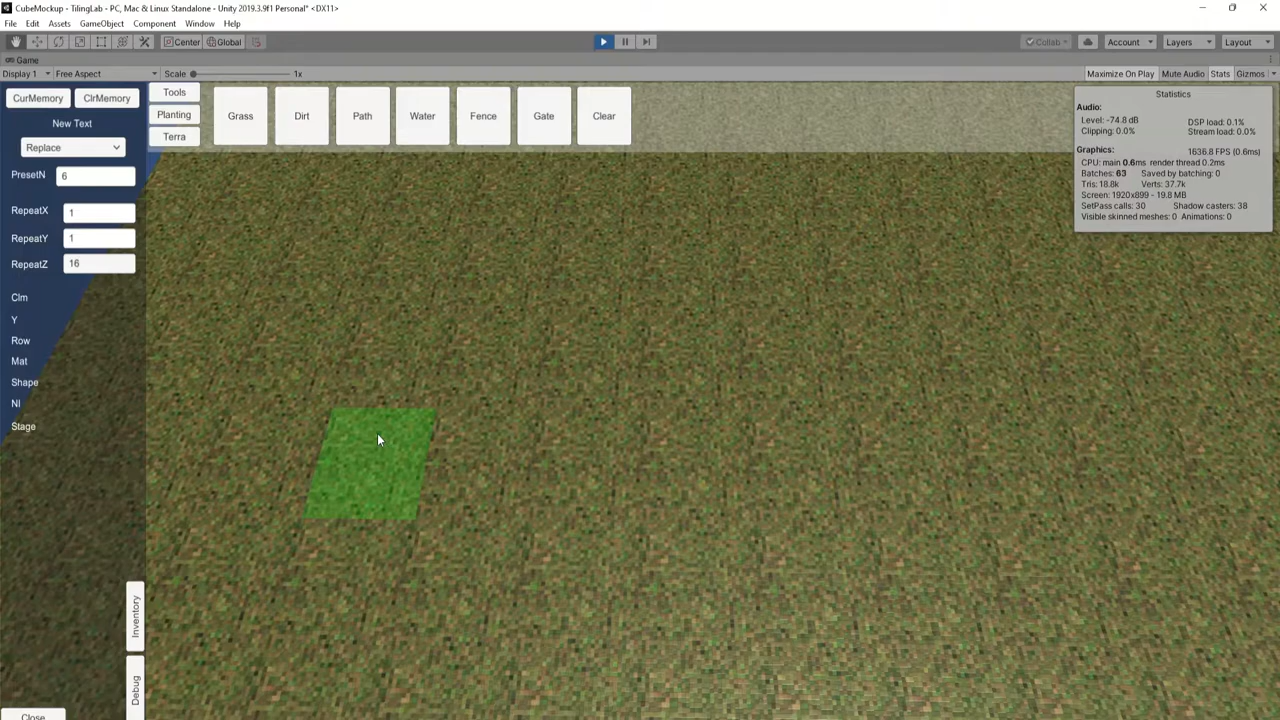 CubeMockup - TilingLab - PC, Mac & Linux Standalone - Unity 2019.3.9f1 Personal* <DX11>
File Edit Assets GameObject Component Window Help
Center Global Collab Account Layers Layout
Game
Display 1 Free Aspect Scale 1x Maximize On Play Mute Audio Stats Gizmos
CurMemory ClrMemory
New Text
Replace
PresetN 6
RepeatX 1
RepeatY 1
RepeatZ 16
Clm
Y
Row
Mat
Shape
NI
Stage
Close
Inventory
Debug
Tools
Planting
Terra
Grass Dirt Path Water Fence Gate Clear
Statistics
Audio:
Level: -74.8 dB DSP load: 0.1%
Clipping: 0.0% Stream load: 0.0%
Graphics: 1636.8 FPS (0.6ms)
CPU: main 0.6ms render thread 0.2ms
Batches: 63 Saved by batching: 0
Tris: 18.8k Verts: 37.7k
Screen: 1920x899 - 19.8 MB
SetPass calls: 30 Shadow casters: 38
Visible skinned meshes: 0 Animations: 0